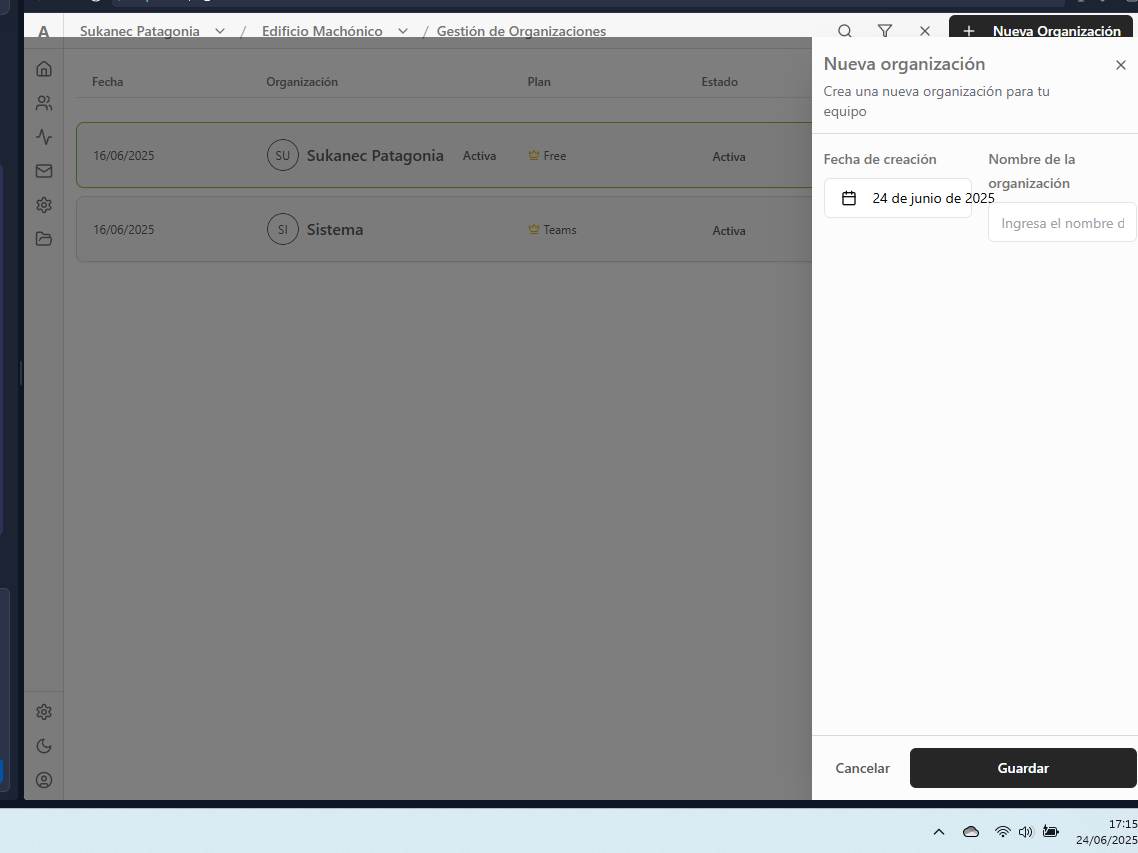 A
Sukanec Patagonia / Edificio Machónico / Gestión de Organizaciones
Nueva Organización
Fecha Organización Plan Estado
16/06/2025 SU Sukanec Patagonia Activa Free Activa
16/06/2025 SI Sistema Teams Activa
Nueva organización
Crea una nueva organización para tu
equipo
Fecha de creación
24 de junio de 2025
Nombre de la
organización
Ingresa el nombre d
Cancelar
Guardar
17:15
24/06/2025